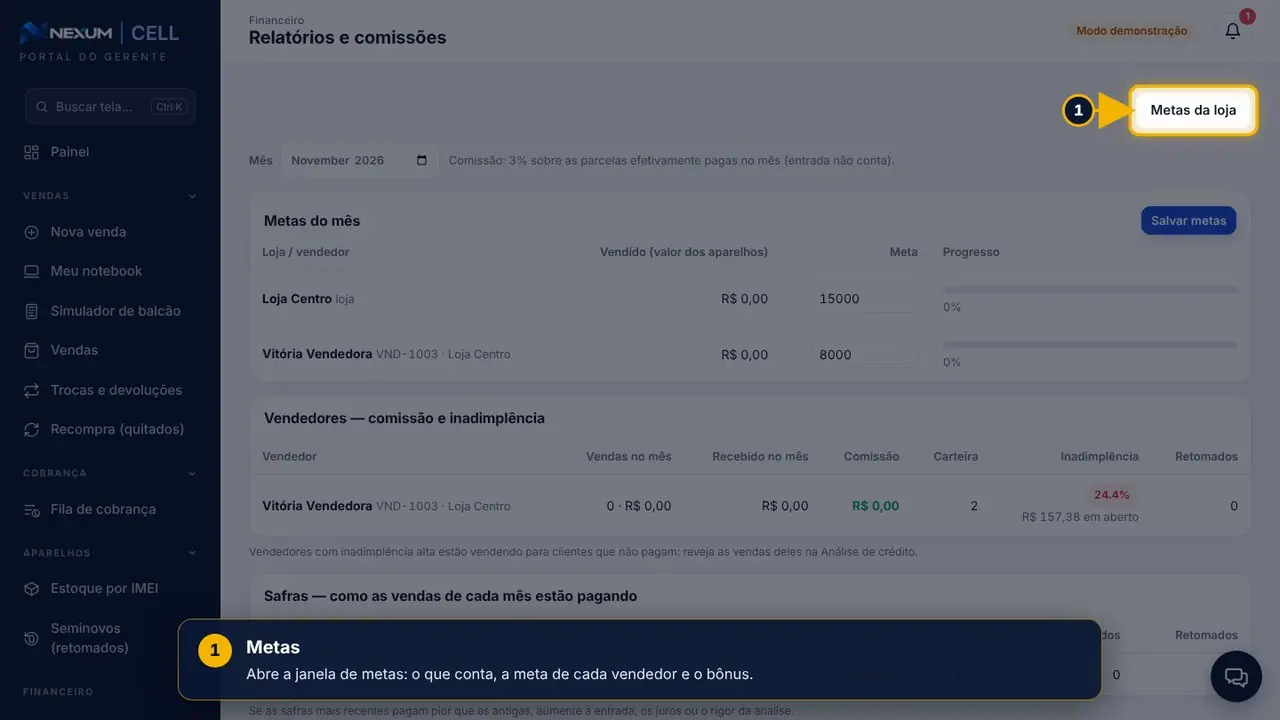 NEXUM | CELL
PORTAL DO GERENTE
Buscar tela... Ctrl K
Painel
VENDAS
Nova venda
Meu notebook
Simulador de balcão
Vendas
Trocas e devoluções
Recompra (quitados)
COBRANÇA
Fila de cobrança
APARELHOS
Estoque por IMEI
Seminovos
(retomados)
FINANCEIRO
Financeiro
Relatórios e comissões
Modo demonstração
1
1
Metas da loja
Mês November 2026 Comissão: 3% sobre as parcelas efetivamente pagas no mês (entrada não conta).
Metas do mês
Salvar metas
Loja / vendedor Vendido (valor dos aparelhos) Meta Progresso
Loja Centro loja R$ 0,00 15000 0%
Vitória Vendedora VND-1003 · Loja Centro R$ 0,00 8000 0%
Vendedores — comissão e inadimplência
Vendedor Vendas no mês Recebido no mês Comissão Carteira Inadimplência Retomados
Vitória Vendedora VND-1003 · Loja Centro 0 · R$ 0,00 R$ 0,00 R$ 0,00 2 24.4% 0
R$ 157,38 em aberto
Vendedores com inadimplência alta estão vendendo para clientes que não pagam: reveja as vendas deles na Análise de crédito.
Safras — como as vendas de cada mês estão pagando
Retomados
0
1 Metas
Abre a janela de metas: o que conta, a meta de cada vendedor e o bônus.
Se as safras mais recentes pagam pior que as antigas, aumente a entrada, os juros ou o rigor da análise.